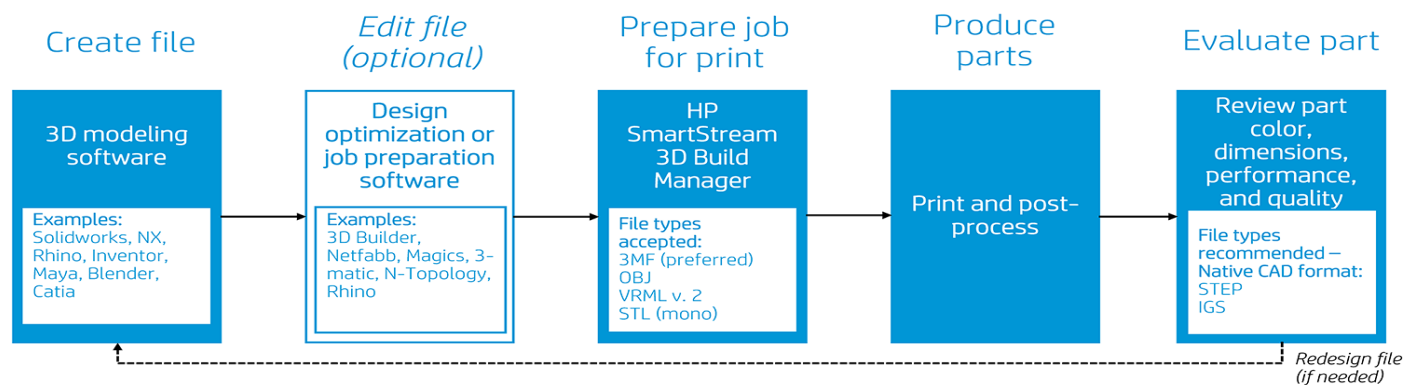 Create file
3D modeling
software
Examples:
Solidworks, NX,
Rhino, Inventor,
Maya, Blender,
Catia
Edit file
(optional)
Design
optimization or
job preparation
software
Examples:
3D Builder,
Netfabb, Magics, 3-
matic, N-Topology,
Rhino
Prepare job
for print
HP
SmartStream
3D Build
Manager
File types
accepted:
3MF (preferred)
OBJ
VRML v. 2
STL (mono)
Produce
parts
Print and post-
process
Evaluate part
Review part
color,
dimensions,
performance,
and quality
File types
recommended –
Native CAD format:
STEP
IGS
Redesign file
(if needed)